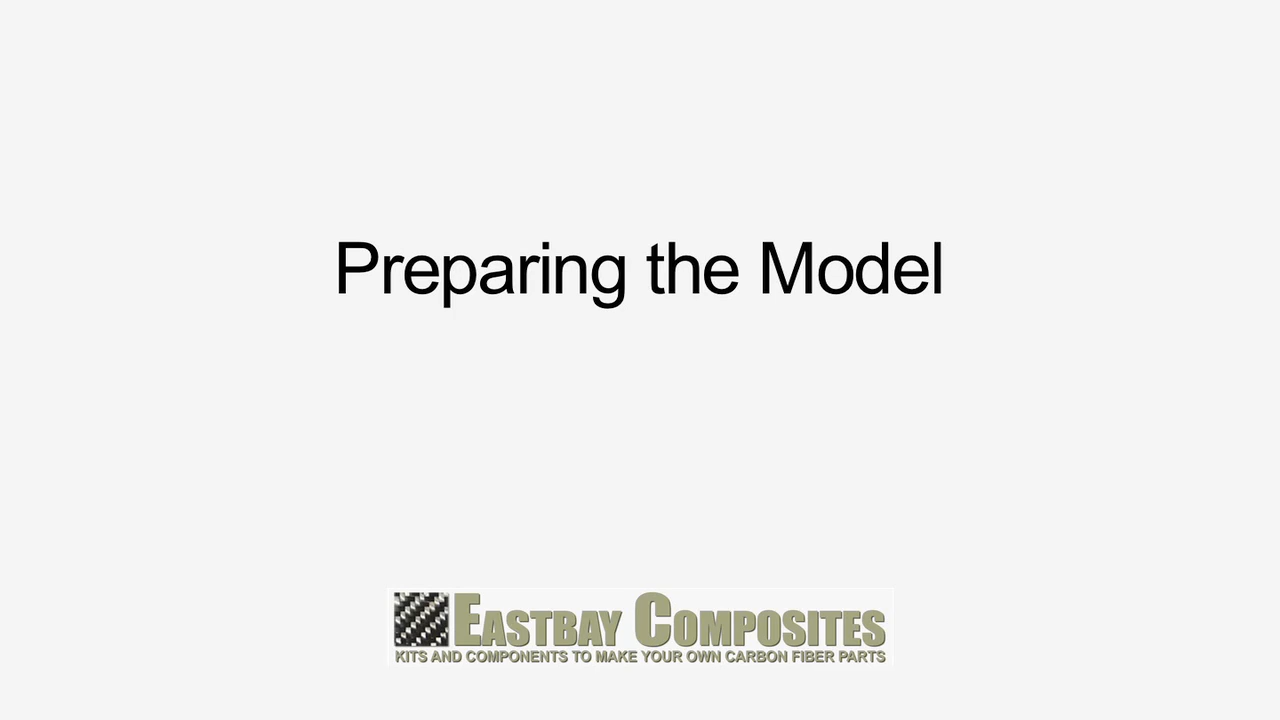 Preparing the Model
EASTBAY COMPOSITES
KITS AND COMPONENTS TO MAKE YOUR OWN CARBON FIBER PARTS